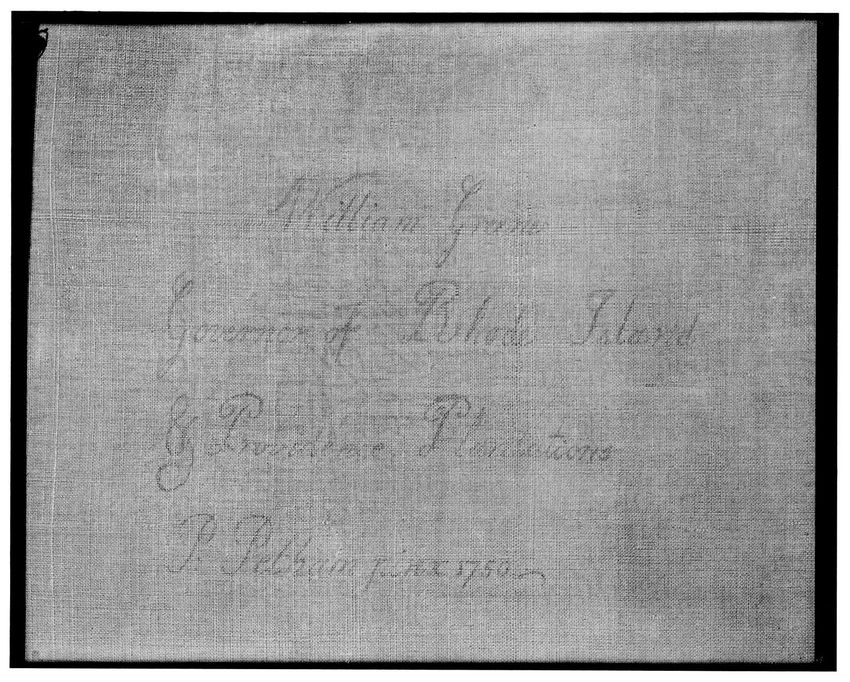 William Greene
Governor of Rhode Island
& Providence Plantations
P. Pelham pinx 1750